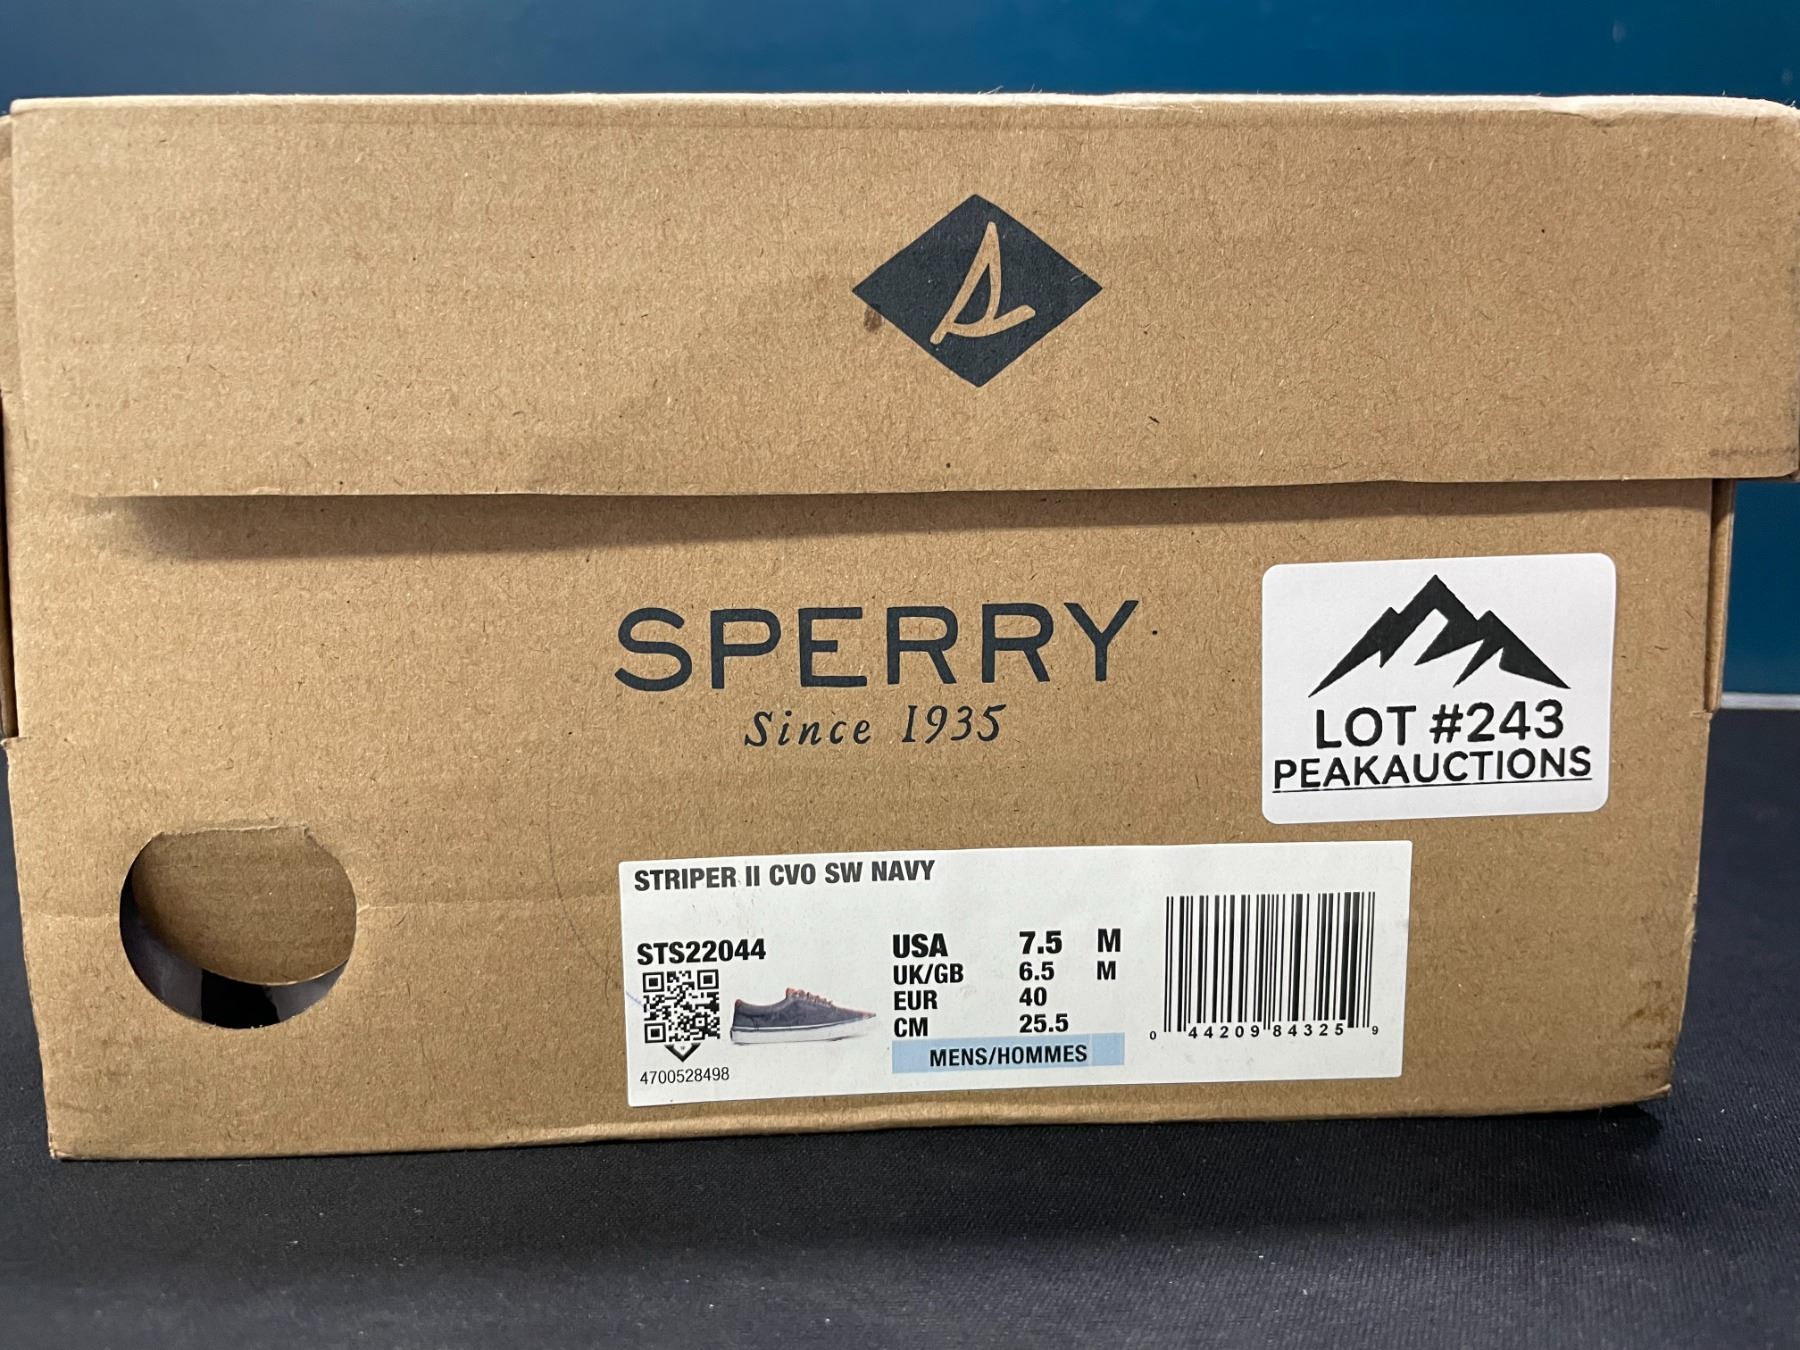 SPERRY
Since 1935
LOT #243
PEAKAUCTIONS
STRIPER II CVO SW NAVY
STS22044
4700528498
USA 7.5 M
UK/GB 6.5 M
EUR 40
CM 25.5
MENS/HOMMES
0 44209 84325 9